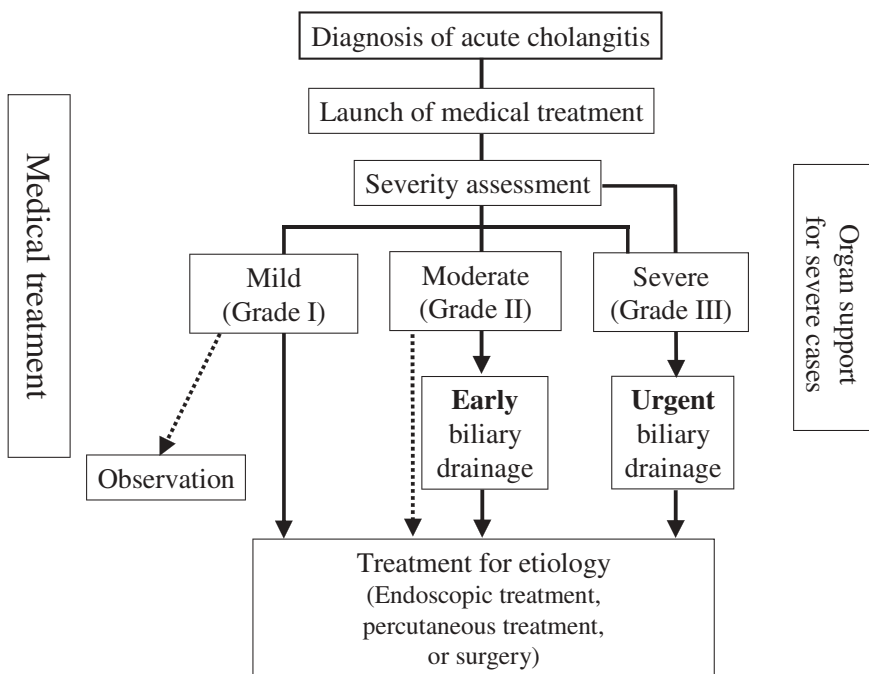 Diagnosis of acute cholangitis
Launch of medical treatment
Severity assessment
Medical treatment
Organ support
for severe cases
Mild
(Grade I)
Moderate
(Grade II)
Severe
(Grade III)
Early
biliary
drainage
Urgent
biliary
drainage
Observation
Treatment for etiology
(Endoscopic treatment,
percutaneous treatment,
or surgery)